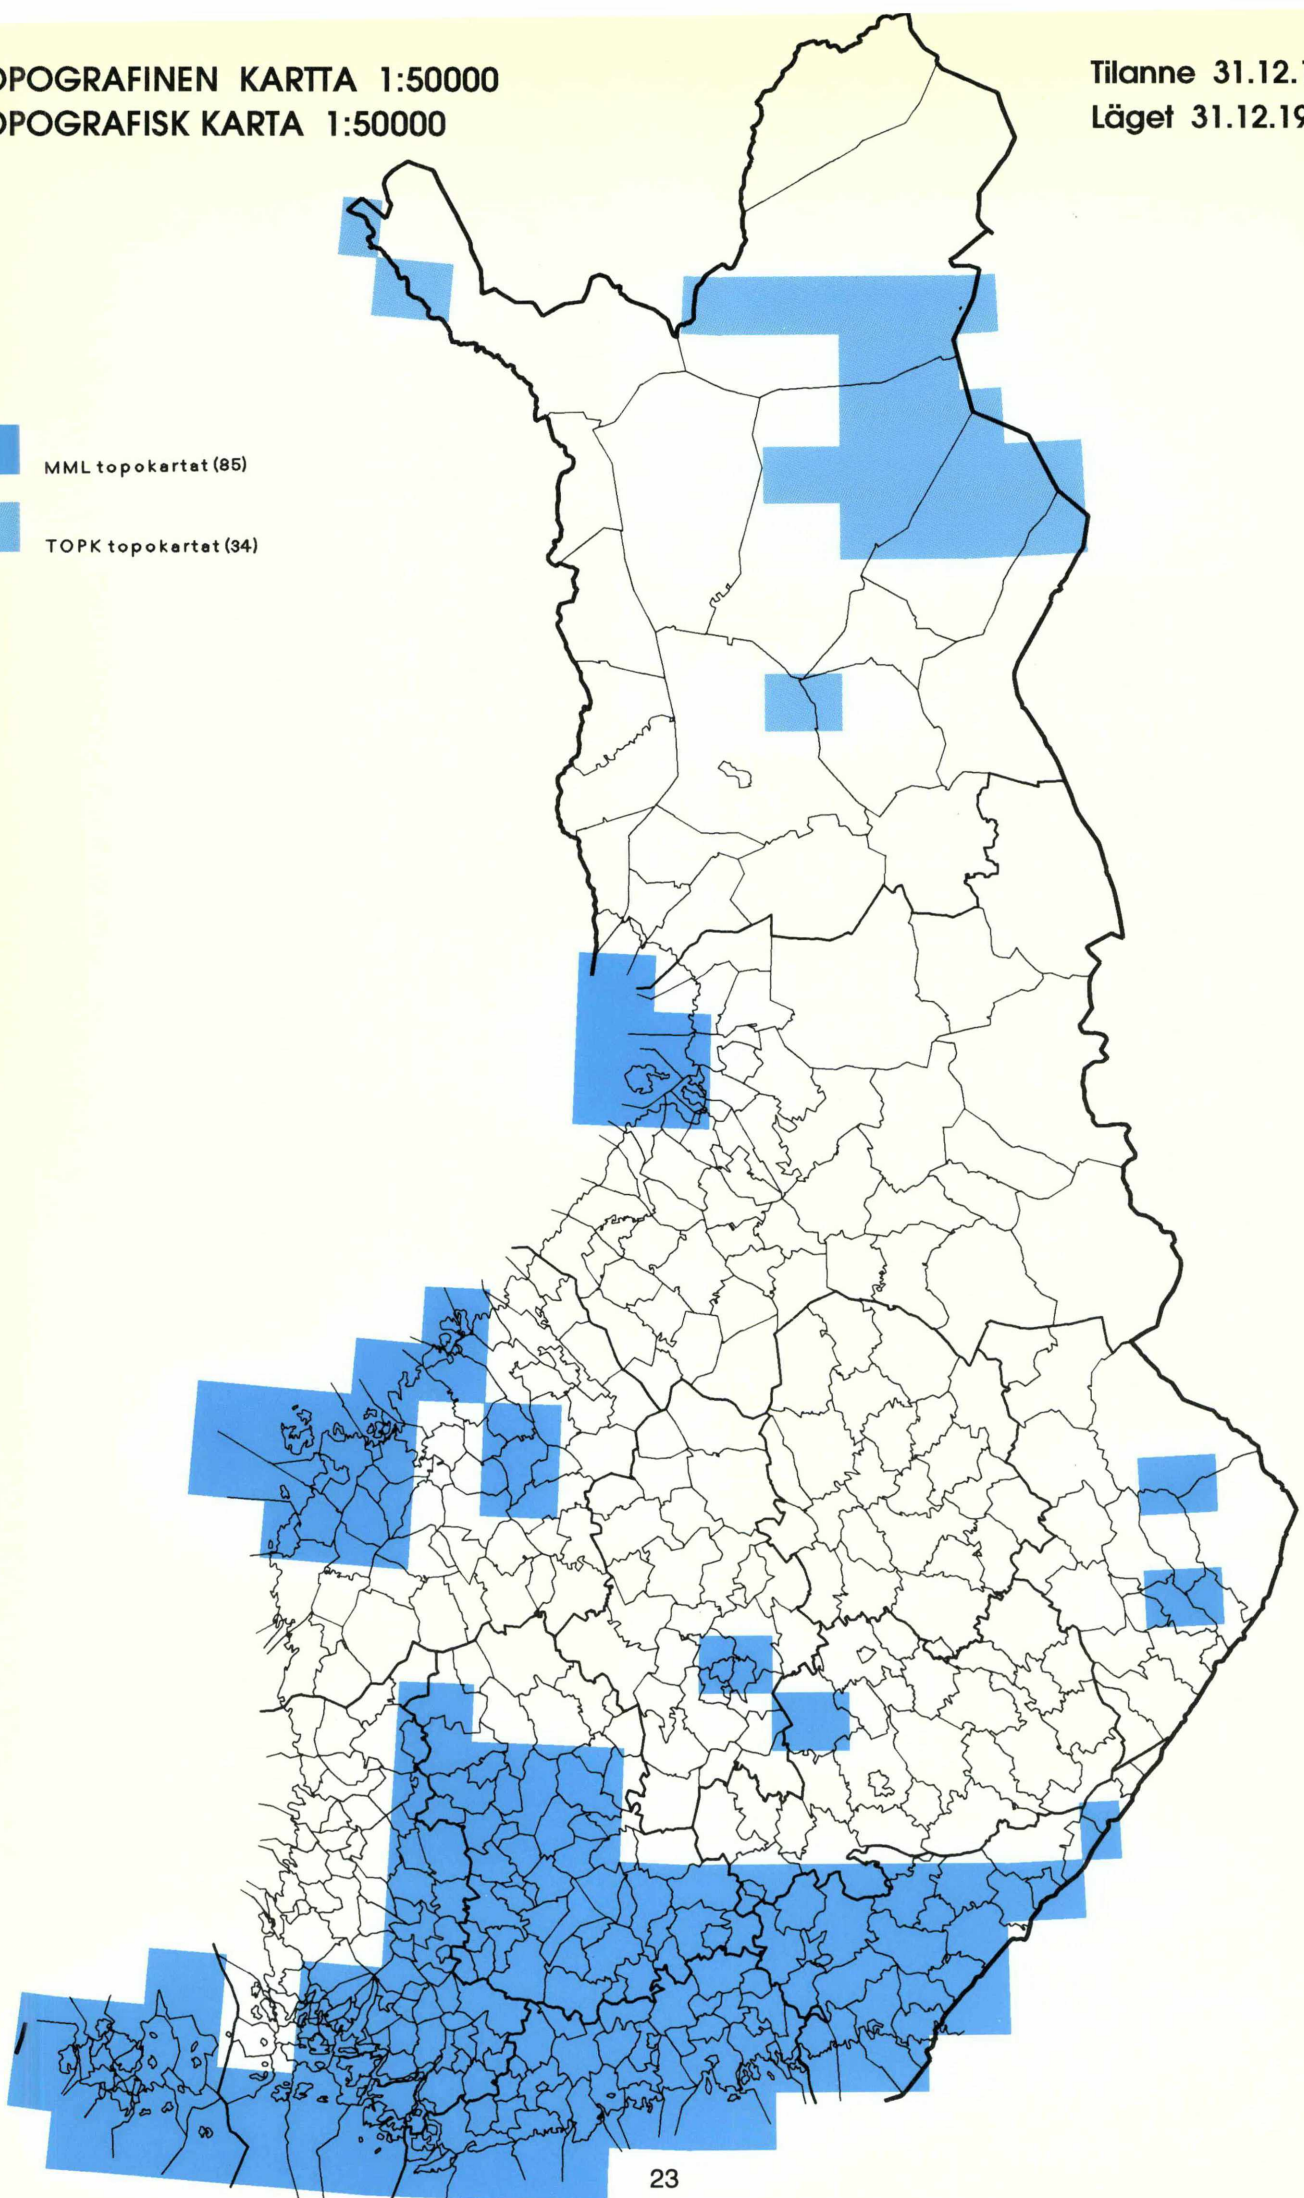 OPOGRAFINEN KARTTA 1:50000
OPOGRAFISK KARTA 1:50000
Tilanne 31.12.1
Läget 31.12.19
MML topokartat (85)
TOPK topokartat (34)
23